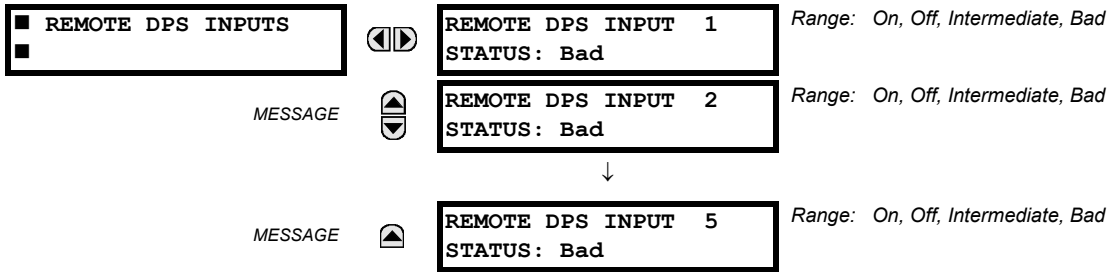 ■ REMOTE DPS INPUTS
■
REMOTE DPS INPUT 1
STATUS: Bad
Range: On, Off, Intermediate, Bad
MESSAGE
REMOTE DPS INPUT 2
STATUS: Bad
Range: On, Off, Intermediate, Bad
↓
MESSAGE
REMOTE DPS INPUT 5
STATUS: Bad
Range: On, Off, Intermediate, Bad